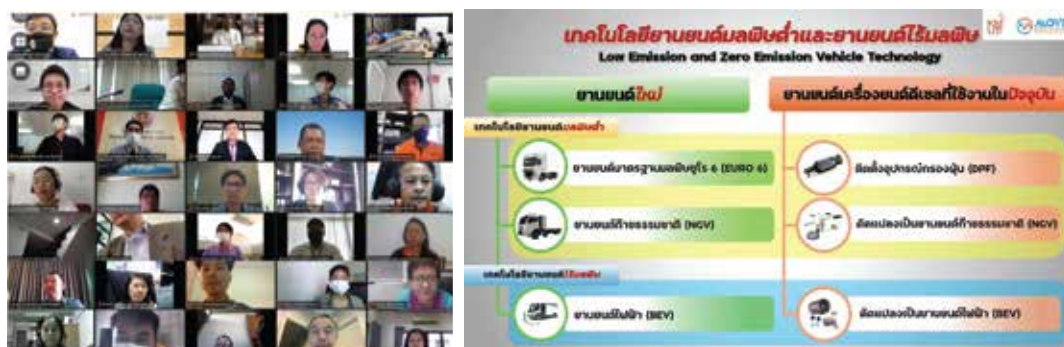 เทคโนโลยียานยนต์มลพิษต่ำและยานยนต์ไร้มลพิษ
Low Emission and Zero Emission Vehicle Technology
ยานยนต์ใหม่
ยานยนต์เครื่องยนต์ดีเซลที่ใช้งานในปัจจุบัน
เทคโนโลยียานยนต์มลพิษต่ำ
ยานยนต์มาตรฐานมลพิษยูโร 6 (EURO 6)
ติดตั้งอุปกรณ์กรองฝุ่น (DPF)
ยานยนต์ก๊าซธรรมชาติ (NGV)
ดัดแปลงเป็นยานยนต์ก๊าซธรรมชาติ (NGV)
เทคโนโลยียานยนต์ไร้มลพิษ
ยานยนต์ไฟฟ้า (BEV)
ดัดแปลงเป็นยานยนต์ไฟฟ้า (BEV)